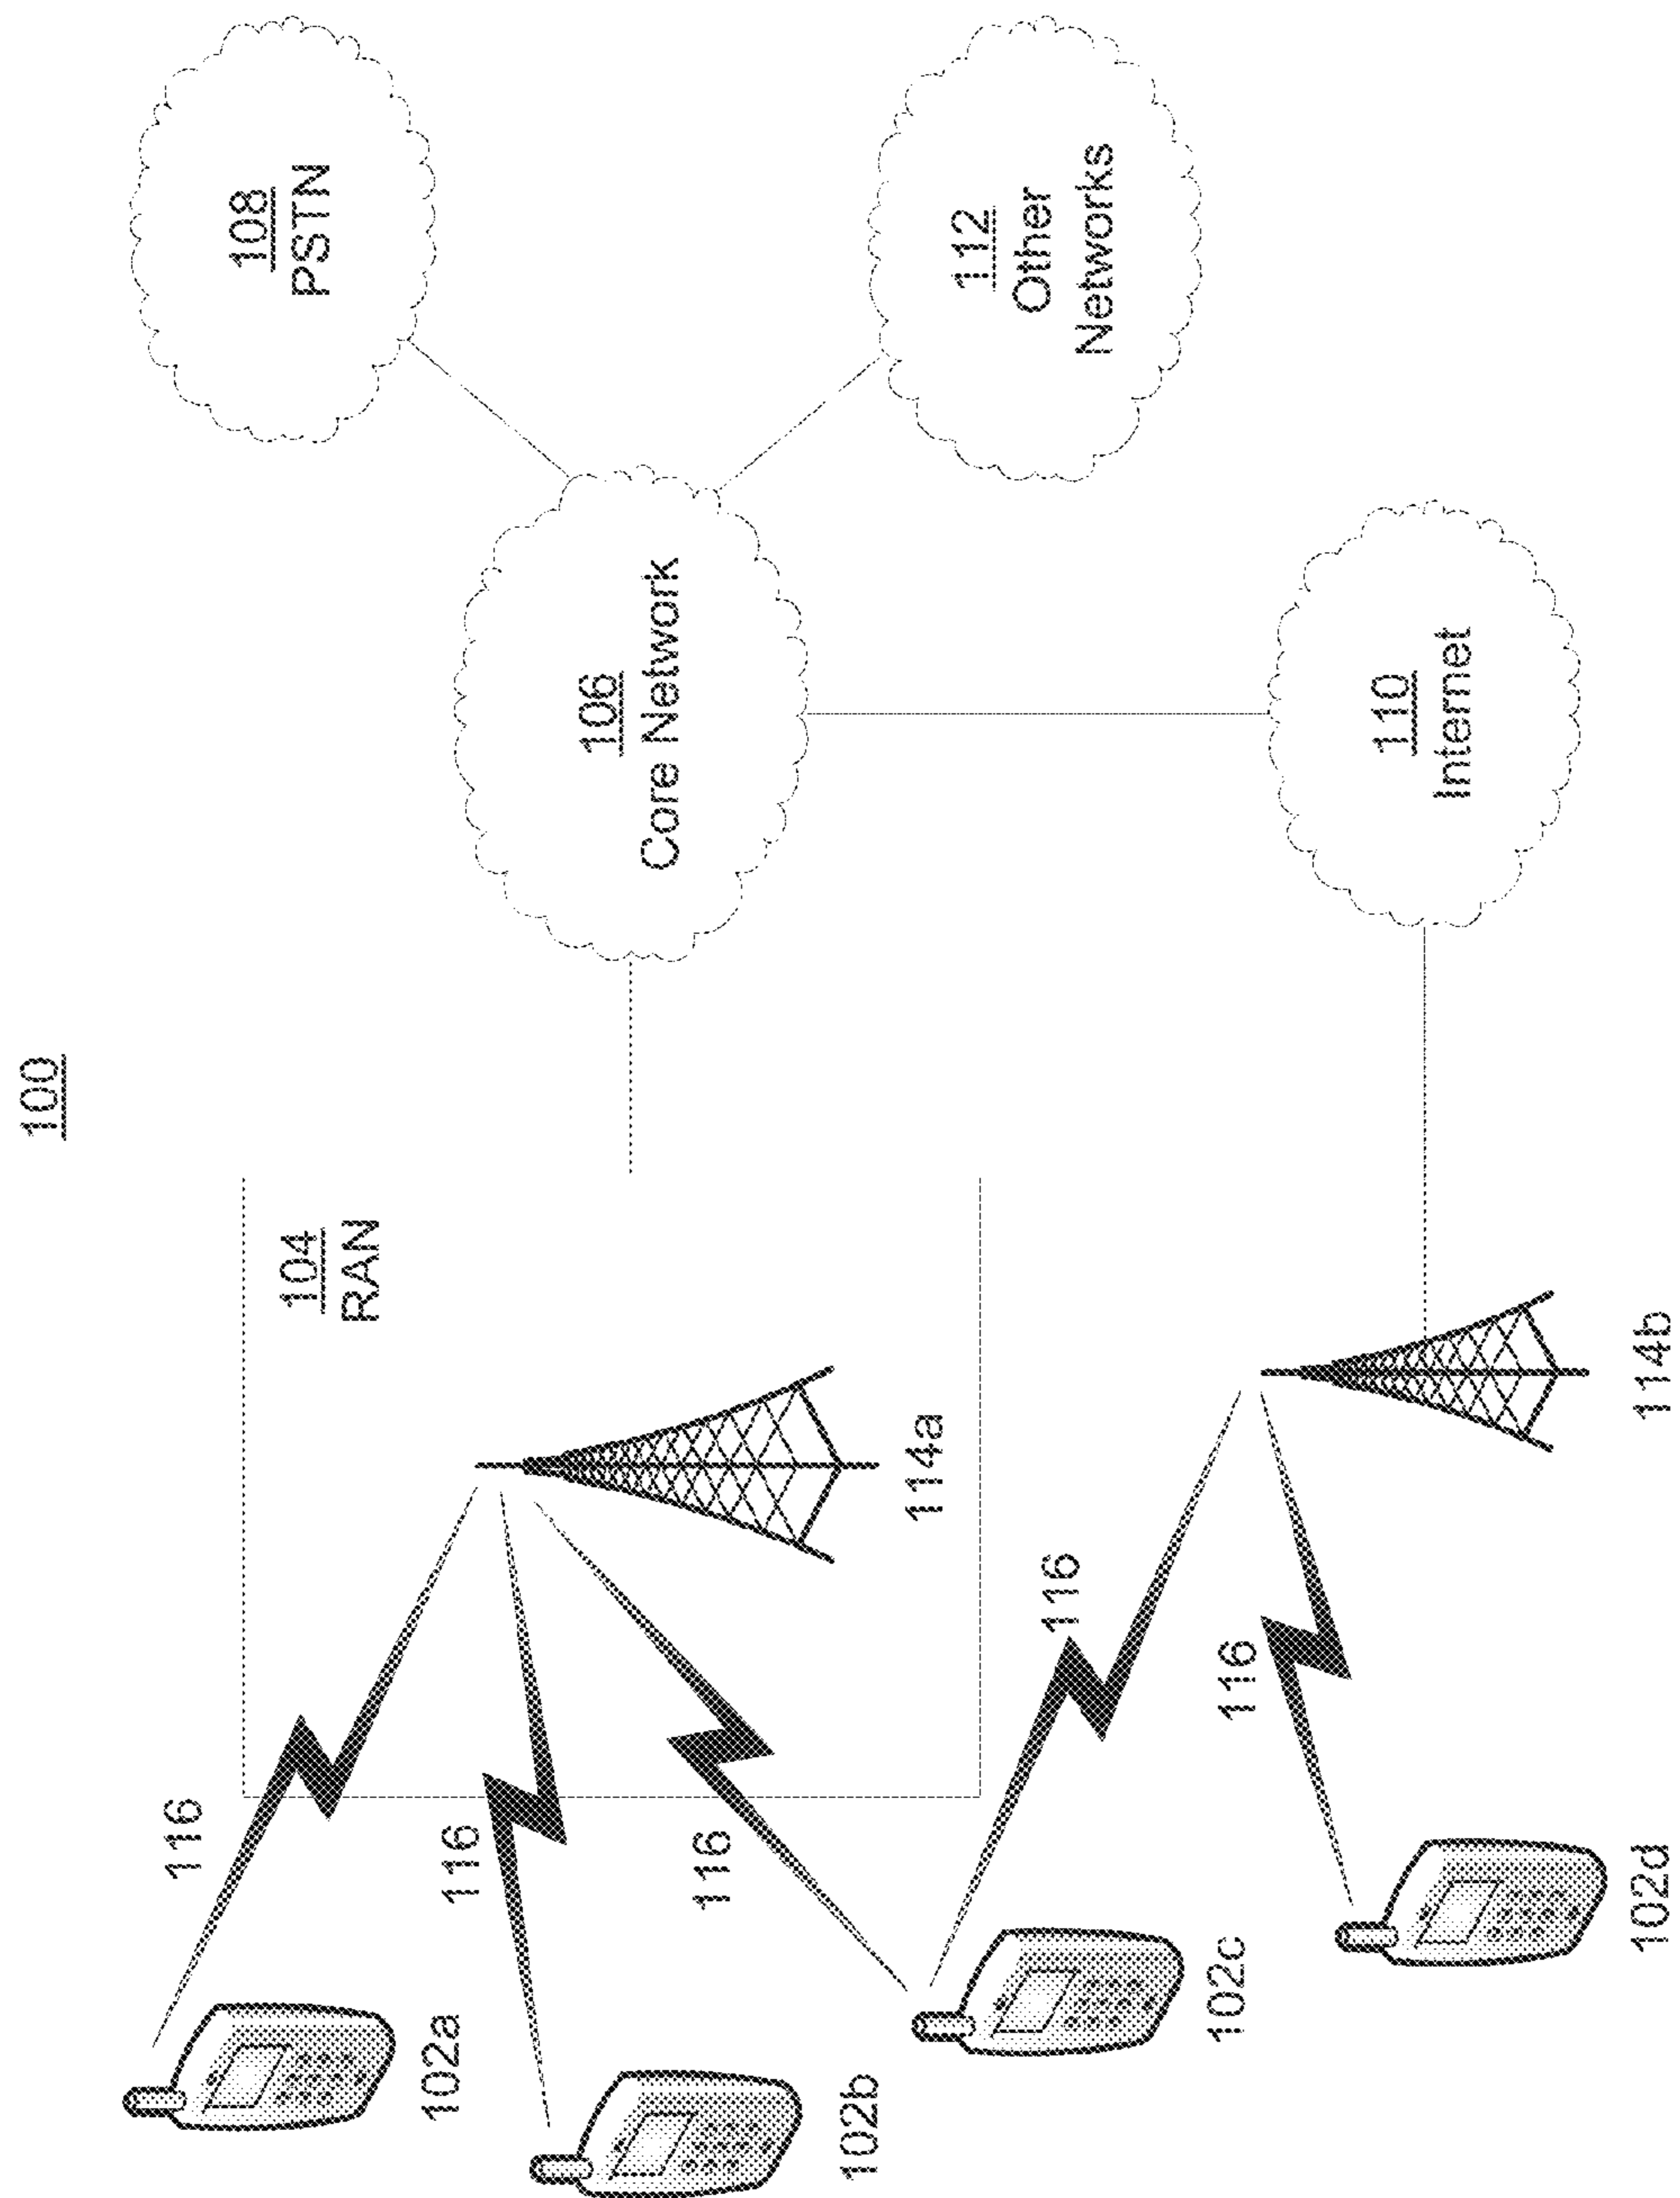 100
108
PSTN
104
RAN
106
Core Network
112
Other
Networks
110
Internet
114a
114b
116
116
116
116
116
102a
102b
102c
102d